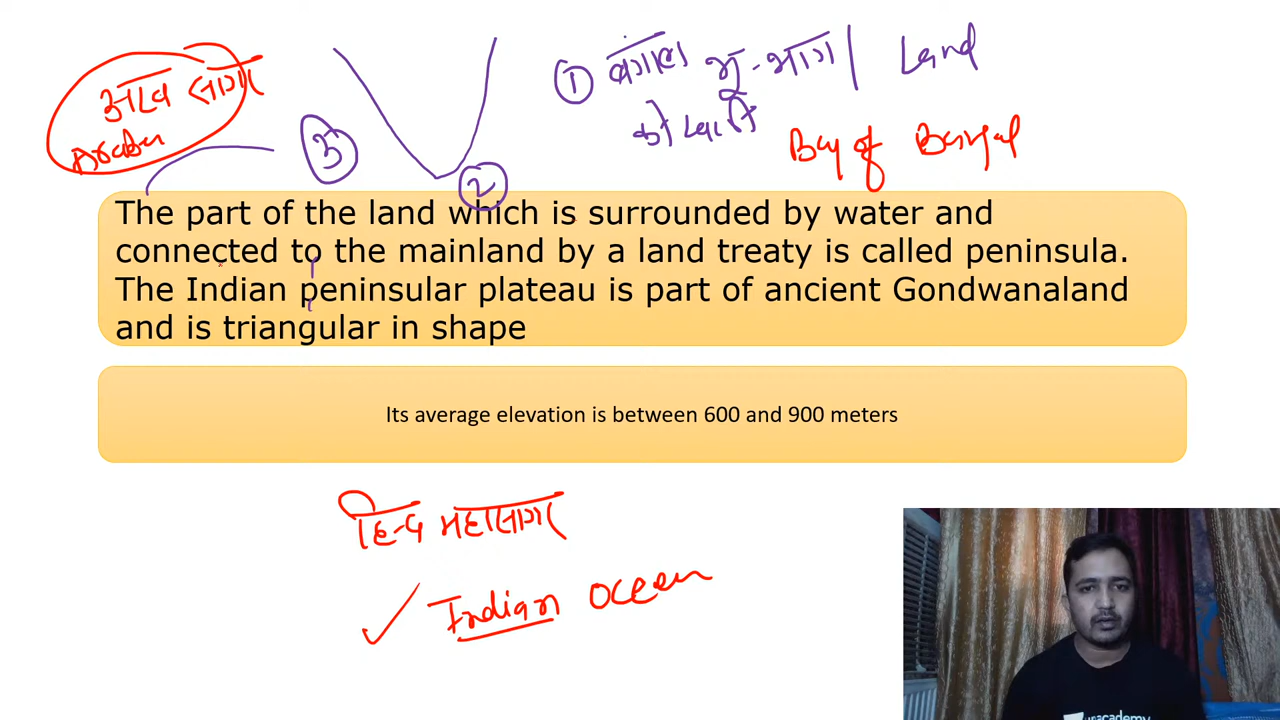 अरब सागर
Arabian
③
②
① बंगाल भू-भाग | Land
की खाड़ी
Bay of Bengal
The part of the land which is surrounded by water and
connected to the mainland by a land treaty is called peninsula.
The Indian peninsular plateau is part of ancient Gondwanaland
and is triangular in shape
Its average elevation is between 600 and 900 meters
हिन्द महासागर
Indian Ocean
unacademy